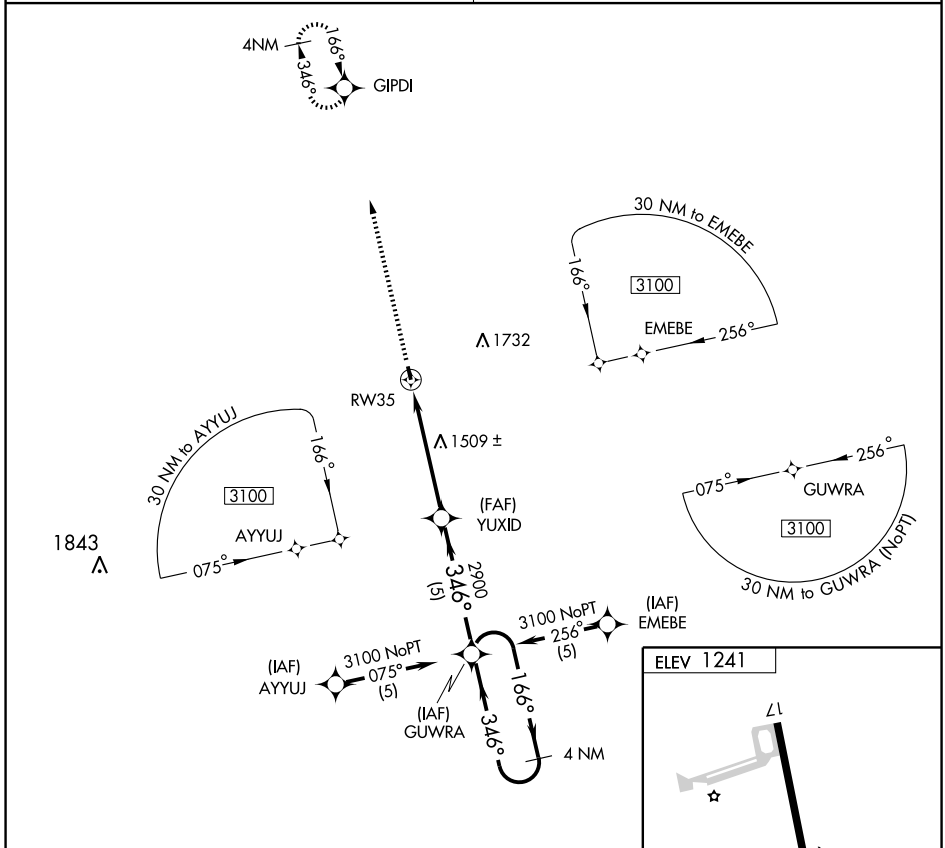 4NM
166°
346°
GIPDI
30 NM to EMEBE
166°
3100
EMEBE
256°
1732
RW35
1509 ±
30 NM to AYYUJ
166°
3100
AYYUJ
075°
1843
256°
075°
GUWRA
3100
30 NM to GUWRA (NoPT)
(FAF)
YUXID
2900
346°
(5)
(IAF)
EMEBE
3100 NoPT
256°
(5)
(IAF)
AYYUJ
3100 NoPT
075°
(5)
(IAF)
GUWRA
166°
346°
4 NM
ELEV 1241
17